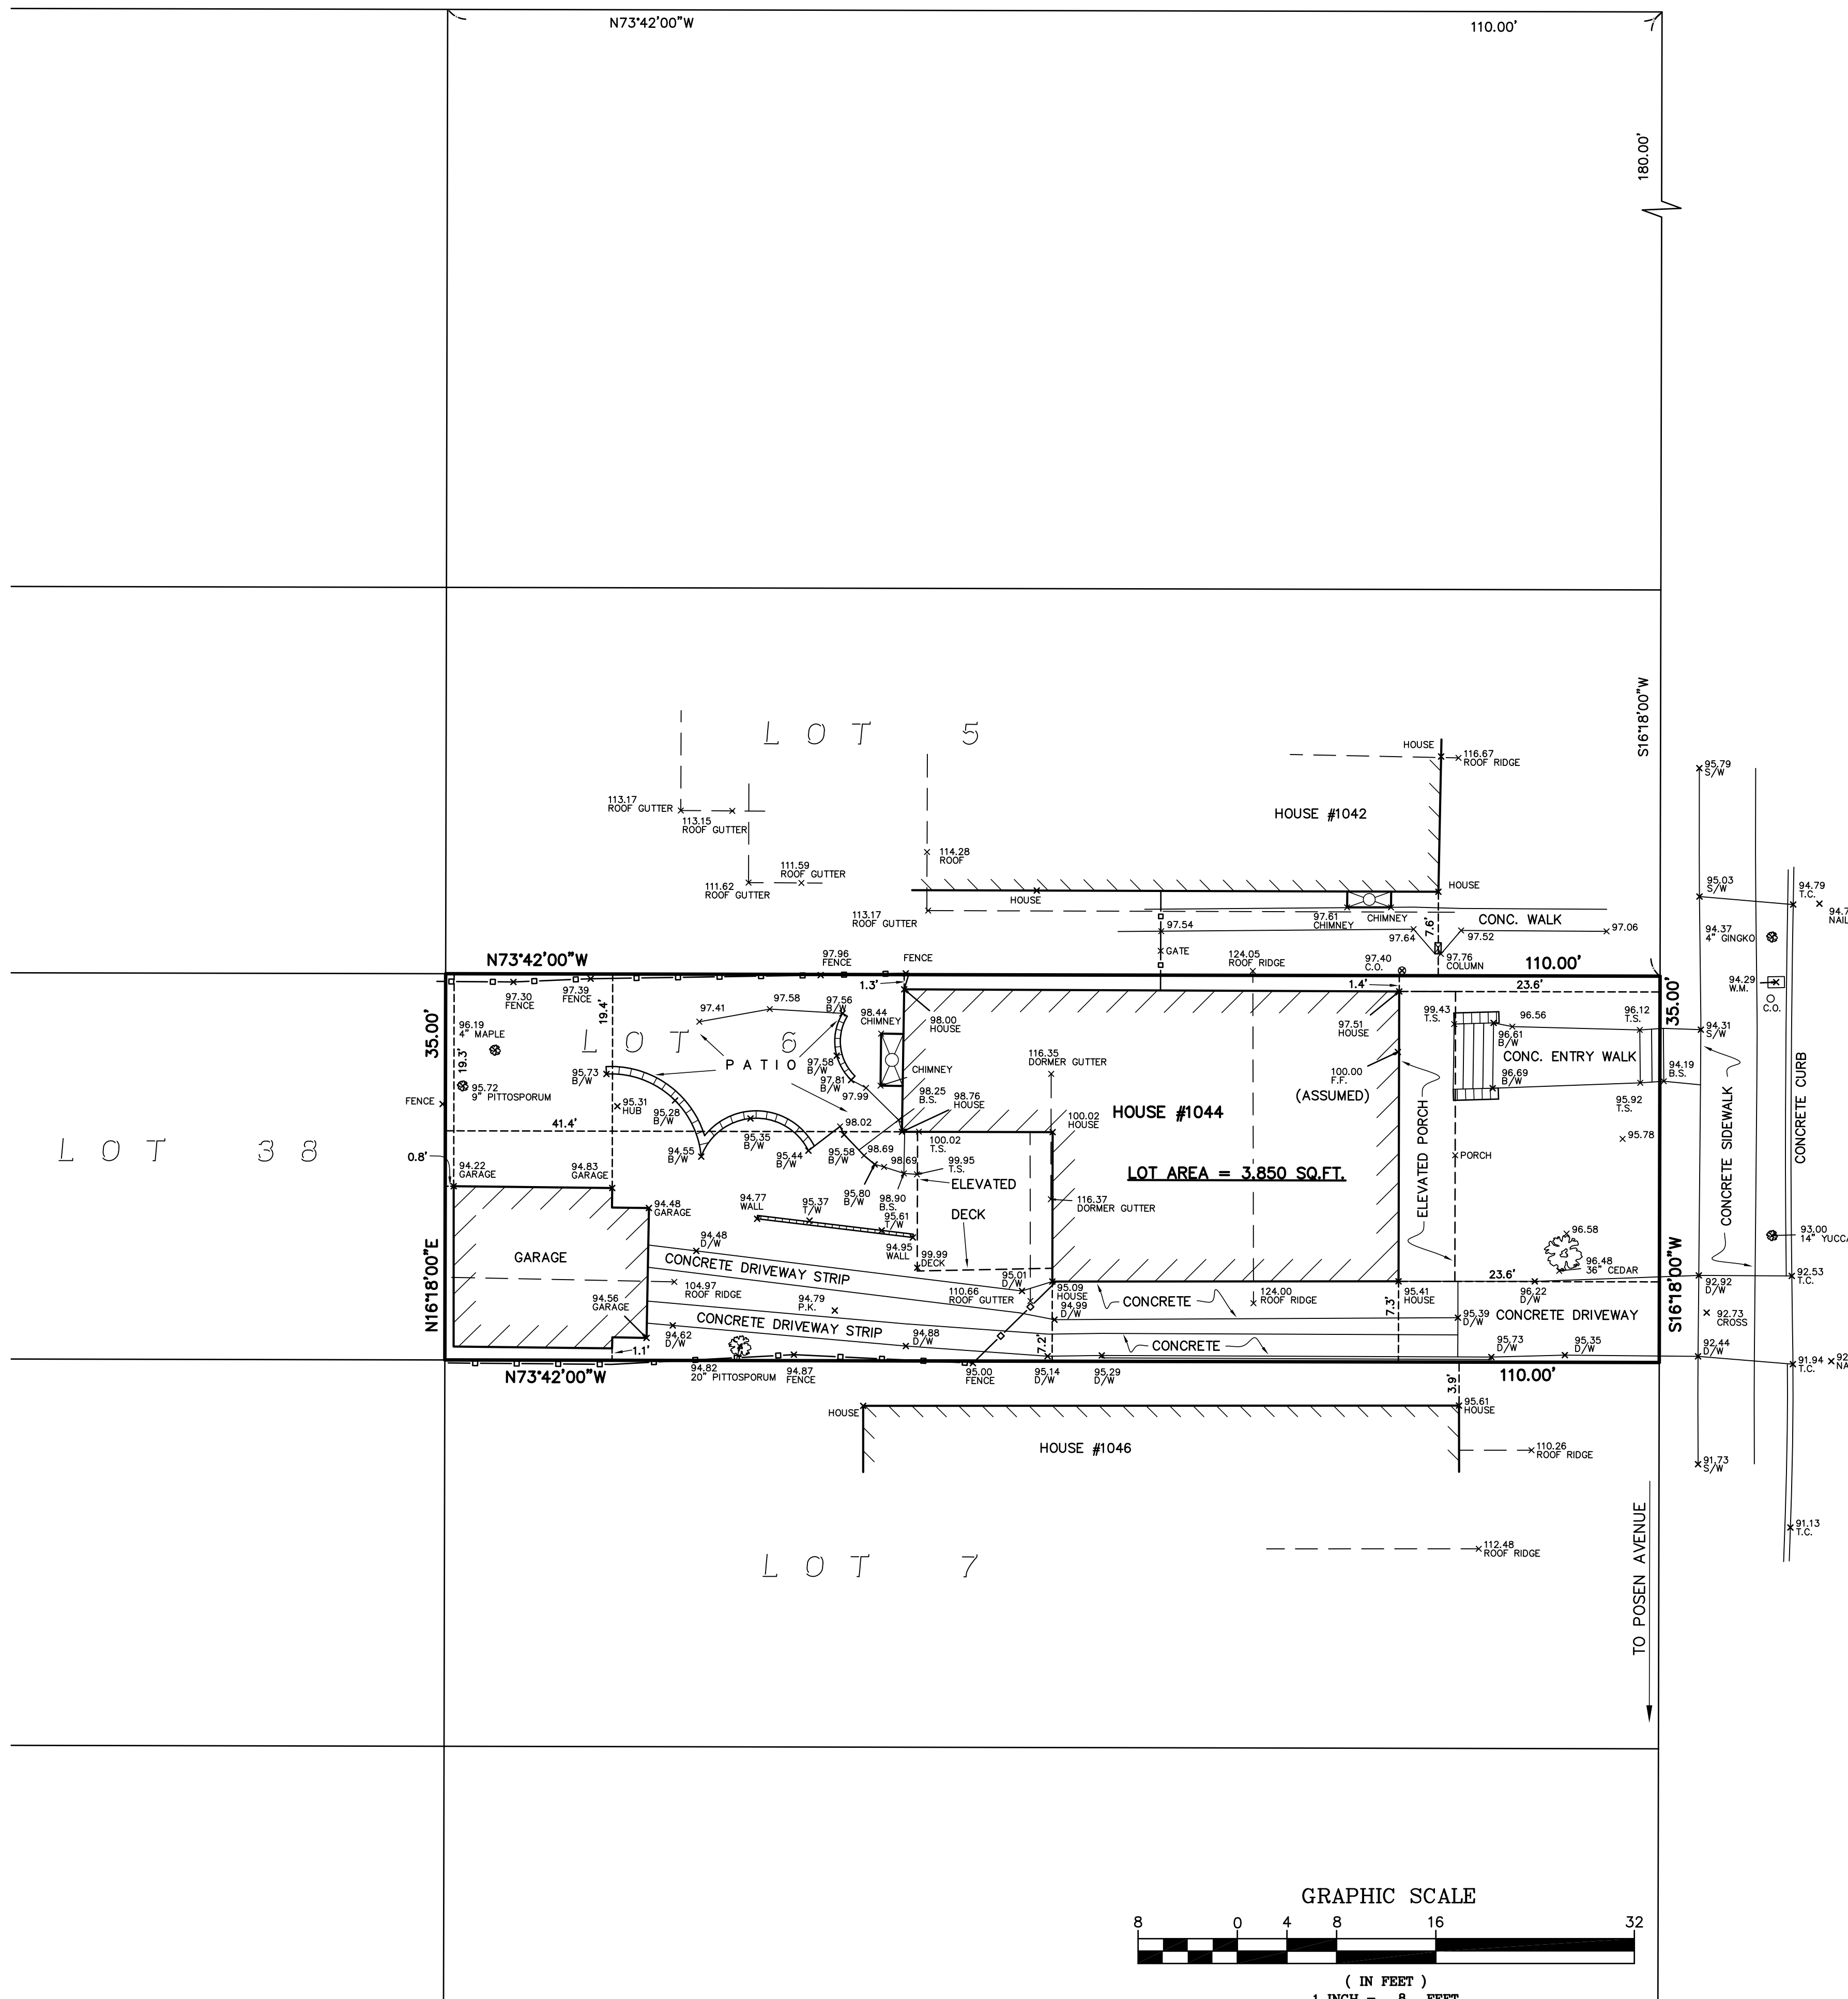 N73°42'00"W
110.00'
180.00'
S16°18'00"W
LOT 5
HOUSE
116.67
ROOF RIDGE
95.79
S/W
113.17
ROOF GUTTER
113.15
ROOF GUTTER
HOUSE #1042
114.28
ROOF
111.59
ROOF GUTTER
111.62
ROOF GUTTER
HOUSE
HOUSE
95.03
S/W
94.79
T.C.
NAIL
113.17
ROOF GUTTER
97.54
97.61
CHIMNEY
CHIMNEY
7.6'
CONC. WALK
97.64
97.52
97.06
94.37
4" GINGKO
GATE
N73°42'00"W
97.96
FENCE
FENCE
124.05
ROOF RIDGE
97.40
C.O.
97.76
COLUMN
110.00'
97.30
FENCE
97.39
FENCE
1.3'
1.4'
23.6'
94.29
W.M.
C.O.
35.00'
96.19
4" MAPLE
19.4'
19.3'
97.41
97.58
97.56
B/W
98.44
CHIMNEY
98.00
HOUSE
97.51
HOUSE
99.43
T.S.
96.56
96.12
T.S.
35.00'
94.31
S/W
LOT 6
PATIO
96.61
B/W
CONC. ENTRY WALK
97.58
B/W
CHIMNEY
116.35
DORMER GUTTER
95.73
B/W
97.81
B/W
100.00
F.F.
(ASSUMED)
96.69
B/W
94.19
B.S.
95.72
9" PITTOSPORUM
FENCE
95.31
HUB
95.28
B/W
97.99
98.25
B.S.
98.76
HOUSE
HOUSE #1044
95.92
T.S.
41.4'
95.35
B/W
98.02
100.02
T.S.
100.02
HOUSE
95.78
LOT 38
0.8'
94.22
GARAGE
94.83
GARAGE
94.55
B/W
95.44
B/W
95.58
B/W
98.69
98.69
99.95
T.S.
ELEVATED
DECK
LOT AREA = 3.850 SQ.FT.
PORCH
ELEVATED PORCH
CONCRETE SIDEWALK
CONCRETE CURB
95.80
B/W
98.90
B.S.
94.48
GARAGE
94.77
WALL
95.37
T/W
95.61
T/W
116.37
DORMER GUTTER
GARAGE
94.48
D/W
94.95
WALL
99.99
DECK
96.58
96.48
36" CEDAR
93.00
N16°18'00"E
CONCRETE DRIVEWAY STRIP
104.97
ROOF RIDGE
95.01
D/W
110.66
ROOF GUTTER
95.09
HOUSE
94.99
D/W
CONCRETE
124.00
ROOF RIDGE
7.3'
95.41
HOUSE
23.6'
96.22
D/W
92.92
D/W
92.53
T.C.
S16°18'00"W
94.56
GARAGE
94.79
P.K.
95.39
D/W
CONCRETE DRIVEWAY
92.73
CROSS
CONCRETE DRIVEWAY STRIP
1.1'
94.62
D/W
94.88
D/W
7.2'
CONCRETE
95.73
D/W
95.35
D/W
92.44
D/W
91.94
T.C.
N73°42'00"W
94.82
20" PITTOSPORUM
94.87
FENCE
95.00
FENCE
95.14
D/W
95.29
D/W
3.9'
110.00'
HOUSE
95.61
HOUSE
HOUSE #1046
110.26
ROOF RIDGE
91.73
S/W
91.13
T.C.
112.48
ROOF RIDGE
LOT 7
TO POSEN AVENUE
GRAPHIC SCALE
8 0 4 8 16 32
( IN FEET )
1 INCH = 8 FEET